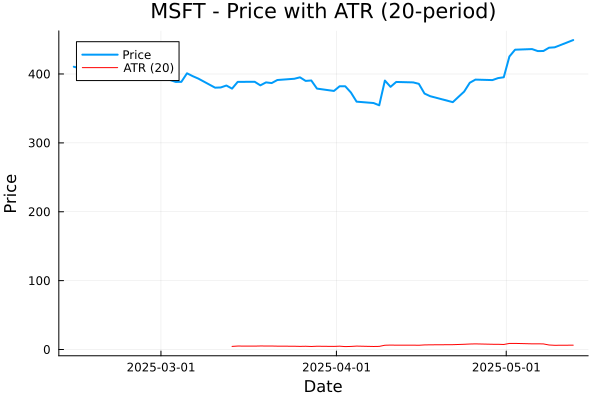 MSFT - Price with ATR (20-period)
Price
ATR (20)
400
300
200
100
0
Price
2025-03-01
2025-04-01
2025-05-01
Date